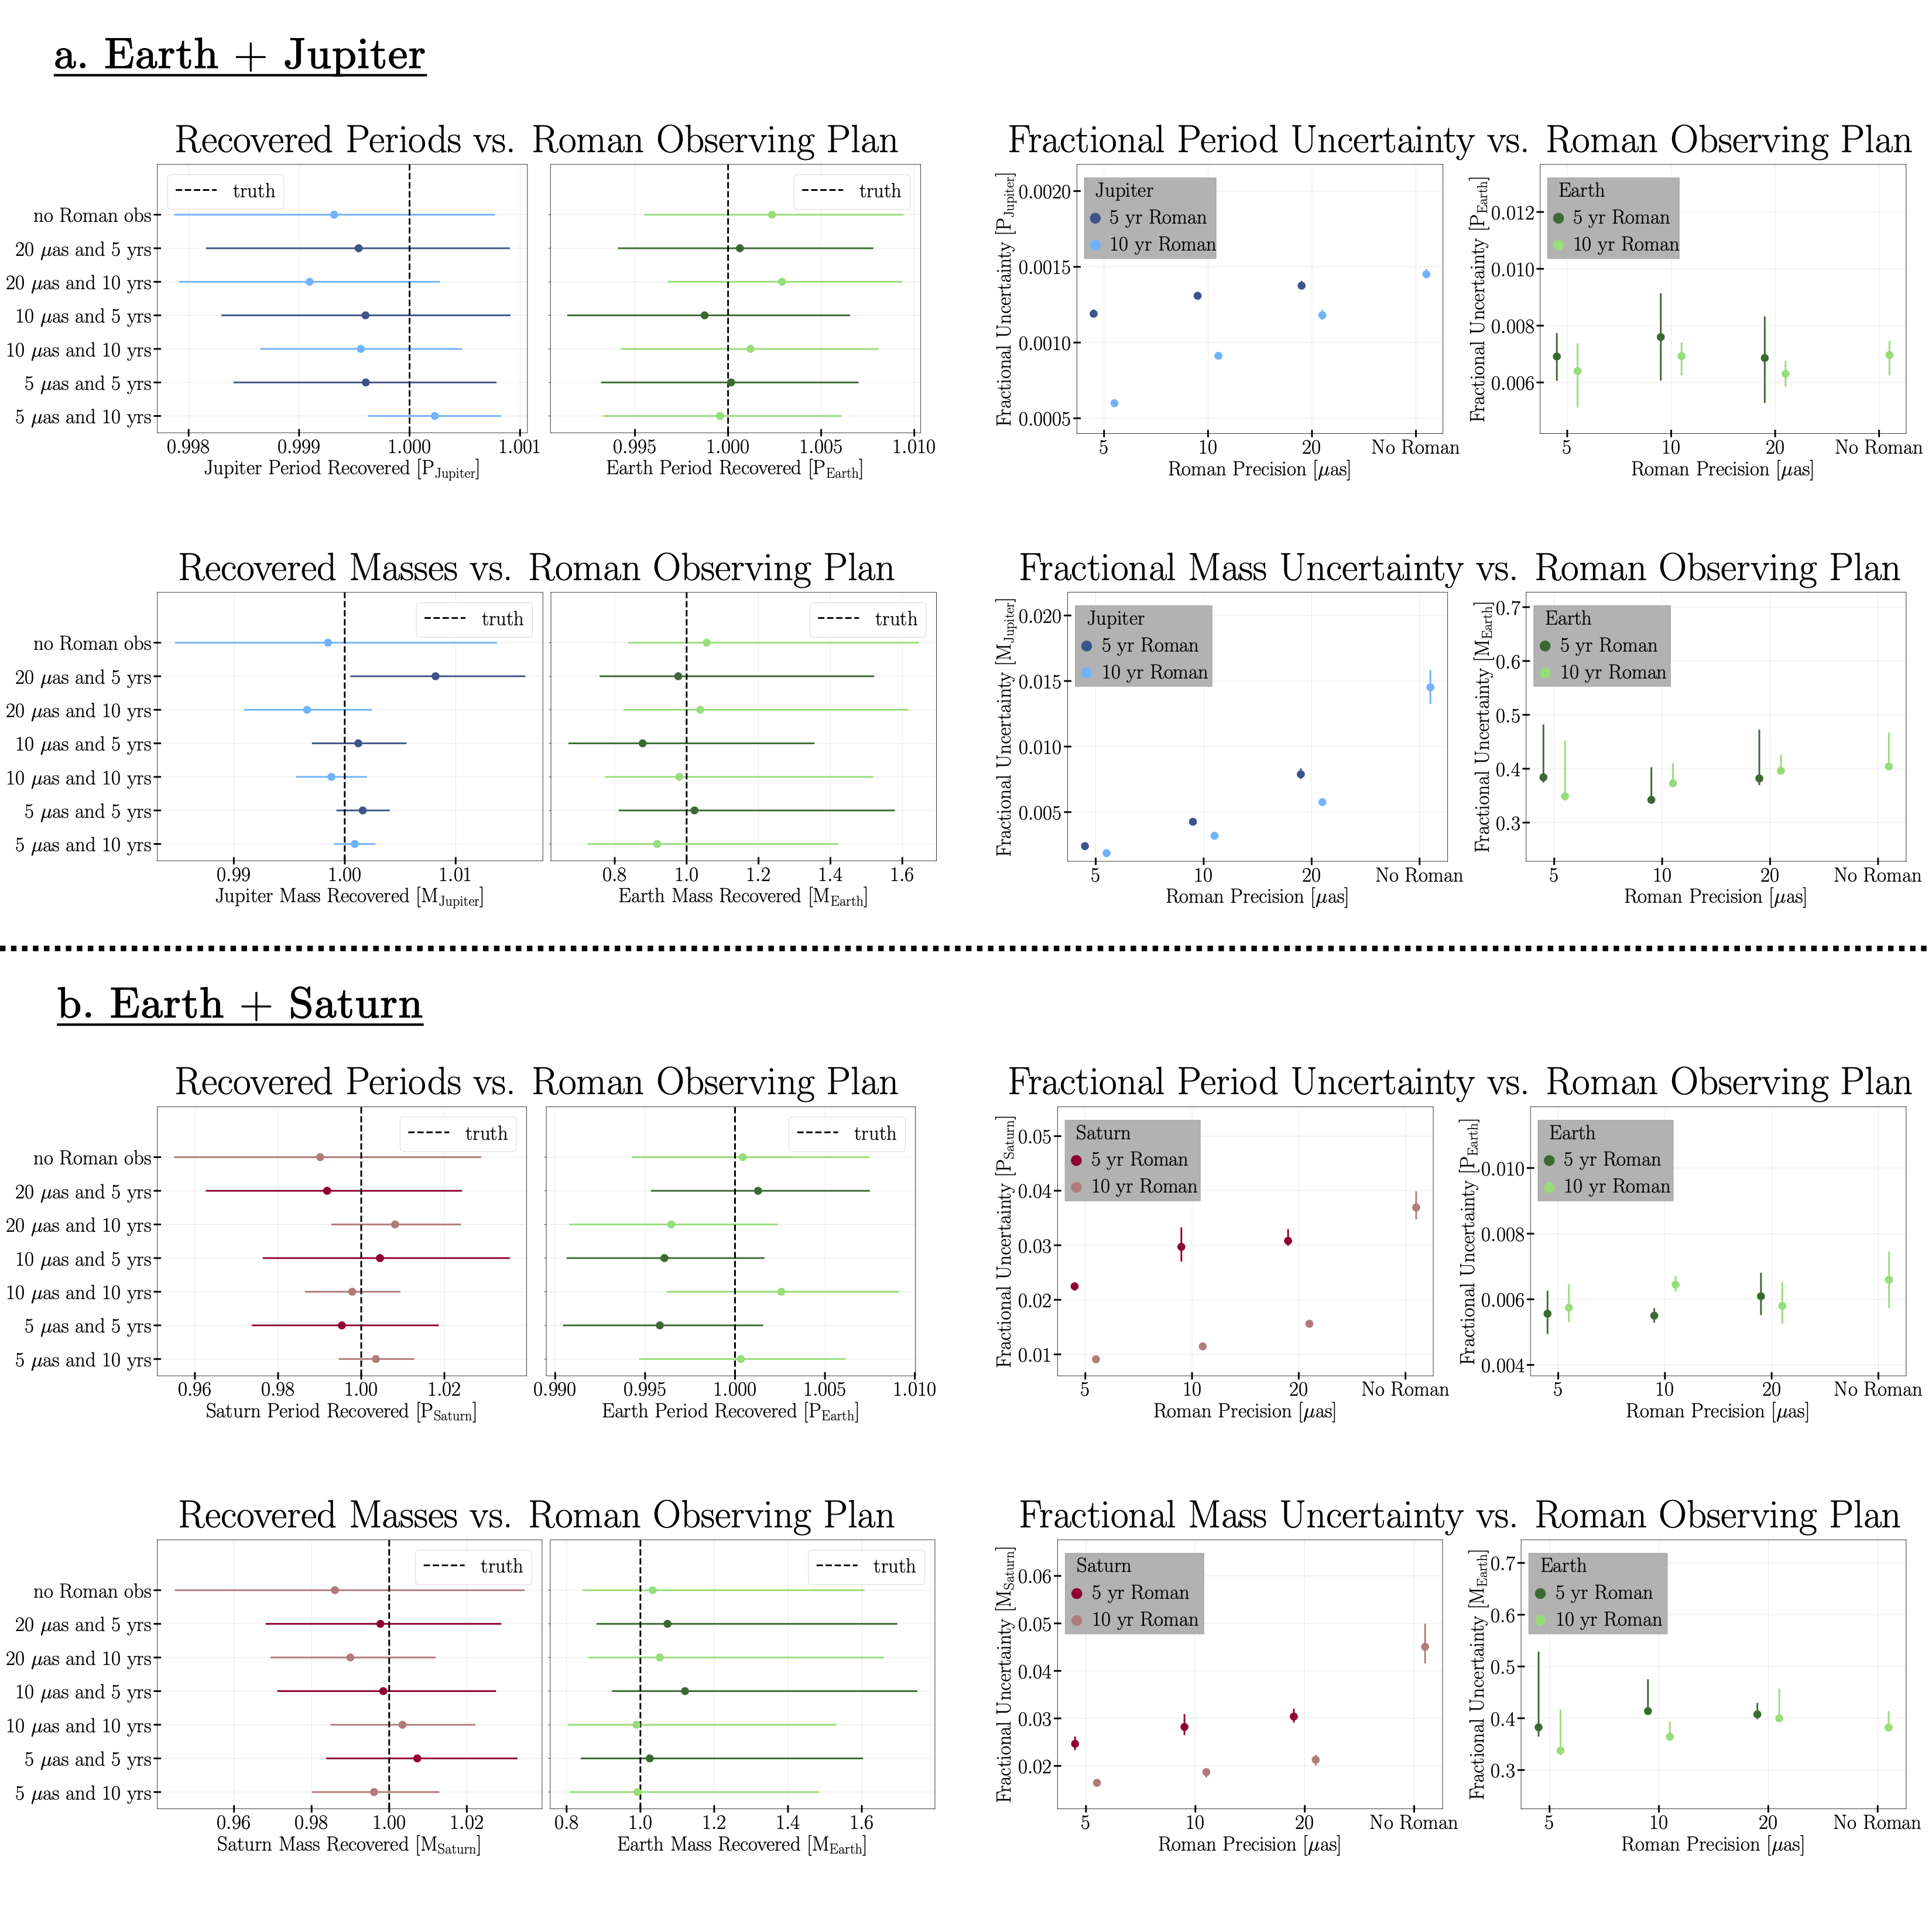 a. Earth + Jupiter
Recovered Periods vs. Roman Observing Plan
truth
no Roman obs
20 μas and 5 yrs
20 μas and 10 yrs
10 μas and 5 yrs
10 μas and 10 yrs
5 μas and 5 yrs
5 μas and 10 yrs
0.998 0.999 1.000 1.001
Jupiter Period Recovered [P_Jupiter]
truth
0.995 1.000 1.005 1.010
Earth Period Recovered [P_Earth]
Fractional Period Uncertainty vs. Roman Observing Plan
Fractional Uncertainty [P_Jupiter]
0.0020
0.0015
0.0010
0.0005
Jupiter
5 yr Roman
10 yr Roman
5 10 20 No Roman
Roman Precision [μas]
Fractional Uncertainty [P_Earth]
0.012
0.010
0.008
0.006
Earth
5 yr Roman
10 yr Roman
5 10 20 No Roman
Roman Precision [μas]
Recovered Masses vs. Roman Observing Plan
truth
no Roman obs
20 μas and 5 yrs
20 μas and 10 yrs
10 μas and 5 yrs
10 μas and 10 yrs
5 μas and 5 yrs
5 μas and 10 yrs
0.99 1.00 1.01
Jupiter Mass Recovered [M_Jupiter]
truth
0.8 1.0 1.2 1.4 1.6
Earth Mass Recovered [M_Earth]
Fractional Mass Uncertainty vs. Roman Observing Plan
Fractional Uncertainty [M_Jupiter]
0.020
0.015
0.010
0.005
Jupiter
5 yr Roman
10 yr Roman
5 10 20 No Roman
Roman Precision [μas]
Fractional Uncertainty [M_Earth]
0.7
0.6
0.5
0.4
0.3
Earth
5 yr Roman
10 yr Roman
5 10 20 No Roman
Roman Precision [μas]
b. Earth + Saturn
Recovered Periods vs. Roman Observing Plan
truth
no Roman obs
20 μas and 5 yrs
20 μas and 10 yrs
10 μas and 5 yrs
10 μas and 10 yrs
5 μas and 5 yrs
5 μas and 10 yrs
0.96 0.98 1.00 1.02
Saturn Period Recovered [P_Saturn]
truth
0.990 0.995 1.000 1.005 1.010
Earth Period Recovered [P_Earth]
Fractional Period Uncertainty vs. Roman Observing Plan
Fractional Uncertainty [P_Saturn]
0.05
0.04
0.03
0.02
0.01
Saturn
5 yr Roman
10 yr Roman
5 10 20 No Roman
Roman Precision [μas]
Fractional Uncertainty [P_Earth]
0.010
0.008
0.006
0.004
Earth
5 yr Roman
10 yr Roman
5 10 20 No Roman
Roman Precision [μas]
Recovered Masses vs. Roman Observing Plan
truth
no Roman obs
20 μas and 5 yrs
20 μas and 10 yrs
10 μas and 5 yrs
10 μas and 10 yrs
5 μas and 5 yrs
5 μas and 10 yrs
0.96 0.98 1.00 1.02
Saturn Mass Recovered [M_Saturn]
truth
0.8 1.0 1.2 1.4 1.6
Earth Mass Recovered [M_Earth]
Fractional Mass Uncertainty vs. Roman Observing Plan
Fractional Uncertainty [M_Saturn]
0.06
0.05
0.04
0.03
0.02
Saturn
5 yr Roman
10 yr Roman
5 10 20 No Roman
Roman Precision [μas]
Fractional Uncertainty [M_Earth]
0.7
0.6
0.5
0.4
0.3
Earth
5 yr Roman
10 yr Roman
5 10 20 No Roman
Roman Precision [μas]